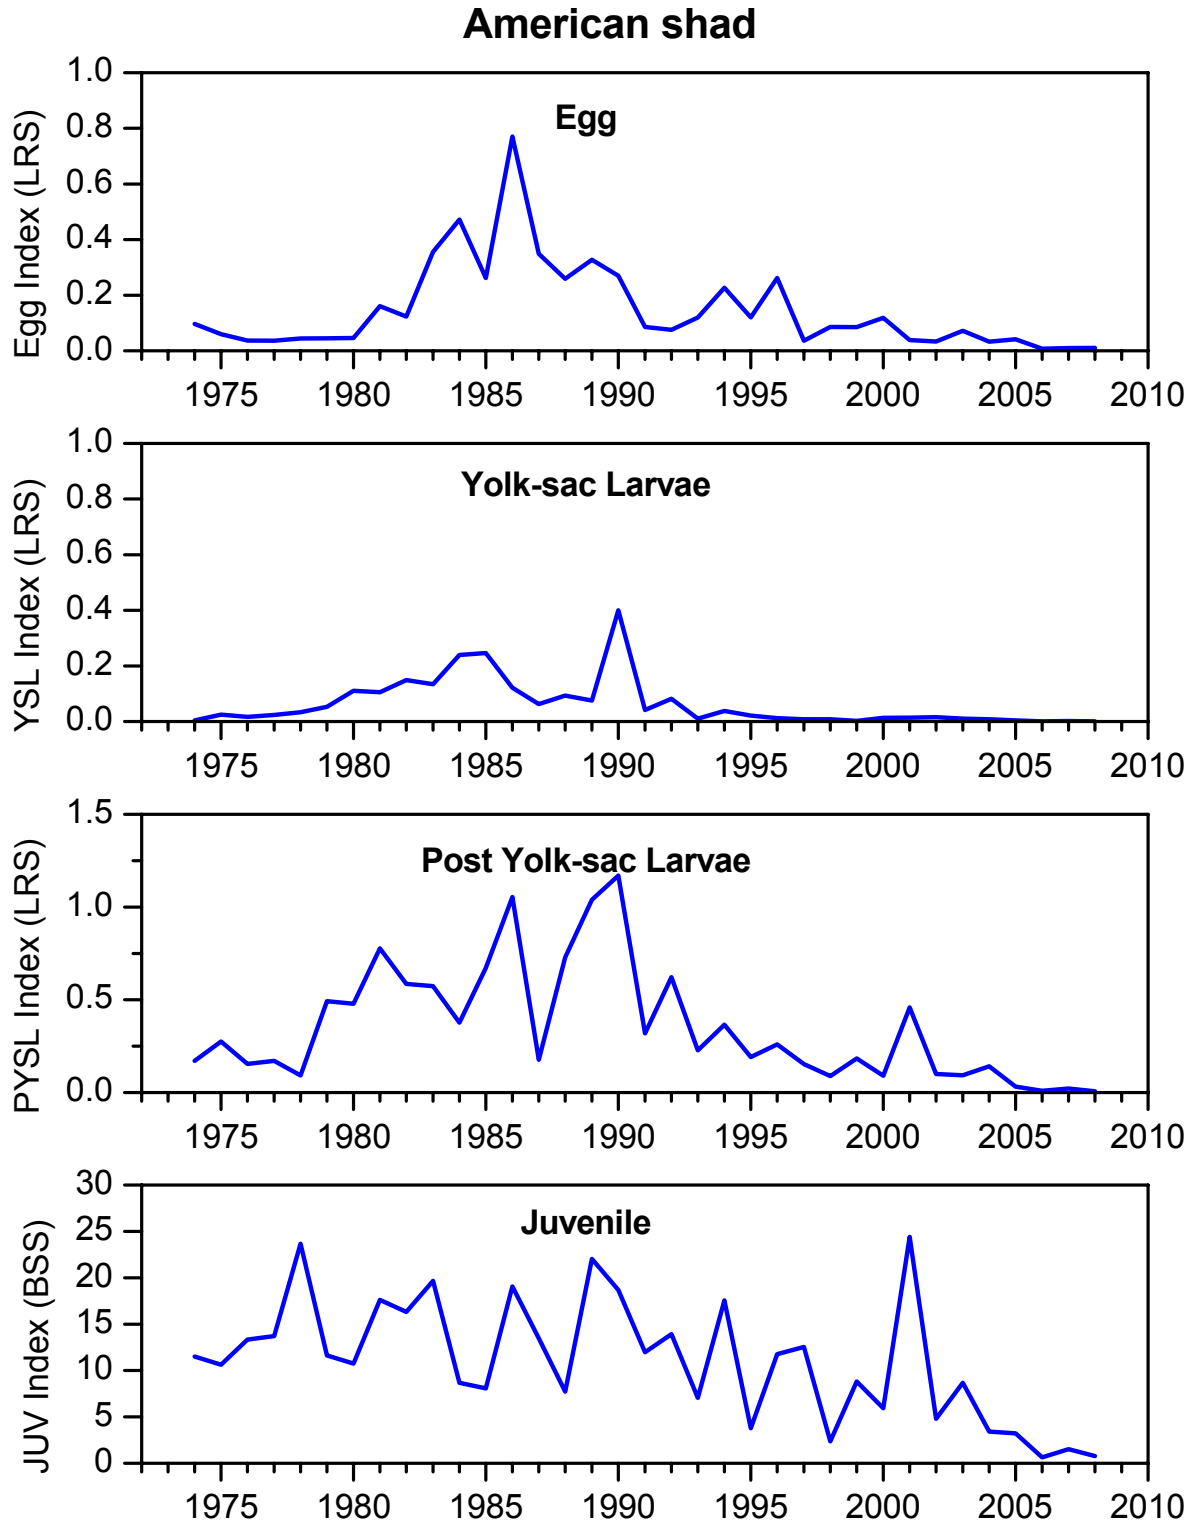 American shad
Egg
Egg Index (LRS)
1.0
0.8
0.6
0.4
0.2
0.0
1975 1980 1985 1990 1995 2000 2005 2010
Yolk-sac Larvae
YSL Index (LRS)
1.0
0.8
0.6
0.4
0.2
0.0
1975 1980 1985 1990 1995 2000 2005 2010
Post Yolk-sac Larvae
PYSL Index (LRS)
1.5
1.0
0.5
0.0
1975 1980 1985 1990 1995 2000 2005 2010
Juvenile
JUV Index (BSS)
30
25
20
15
10
5
0
1975 1980 1985 1990 1995 2000 2005 2010